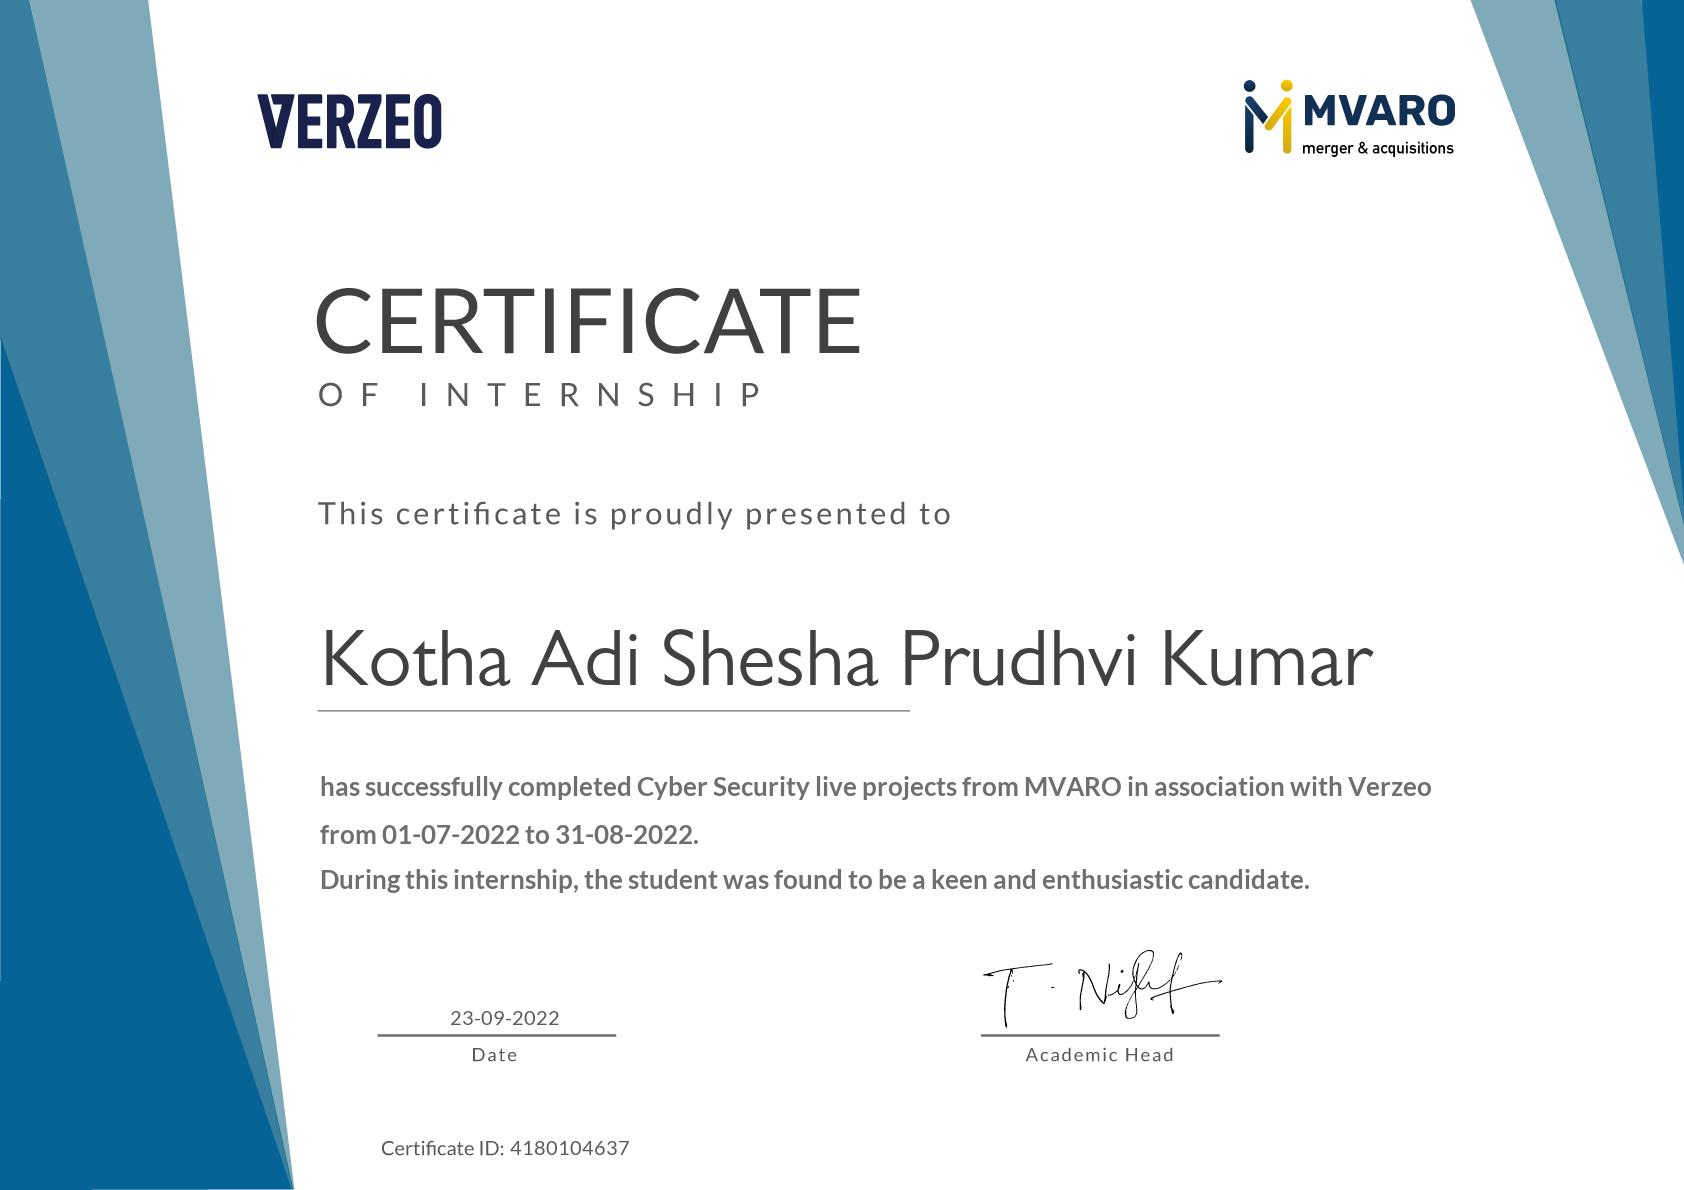 VERZEO
MVARO
merger & acquisitions
CERTIFICATE
OF INTERNSHIP
This certificate is proudly presented to
Kotha Adi Shesha Prudhvi Kumar
has successfully completed Cyber Security live projects from MVARO in association with Verzeo
from 01-07-2022 to 31-08-2022.
During this internship, the student was found to be a keen and enthusiastic candidate.
23-09-2022
Date
Academic Head
Certificate ID: 4180104637